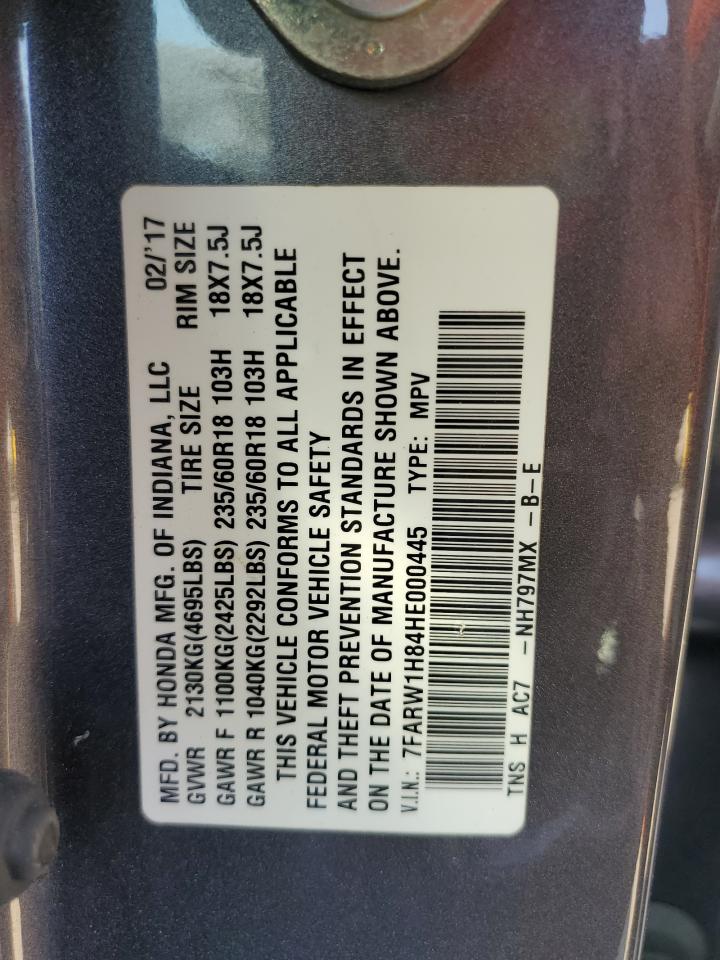 MFD. BY HONDA MFG. OF INDIANA, LLC 02/'17
GVWR 2130KG(4695LBS) TIRE SIZE RIM SIZE
GAWR F 1100KG(2425LBS) 235/60R18 103H 18X7.5J
GAWR R 1040KG(2292LBS) 235/60R18 103H 18X7.5J
THIS VEHICLE CONFORMS TO ALL APPLICABLE
FEDERAL MOTOR VEHICLE SAFETY
AND THEFT PREVENTION STANDARDS IN EFFECT
ON THE DATE OF MANUFACTURE SHOWN ABOVE.
V.I.N.: 7FARW1H84HE000445 TYPE: MPV
TNS H AC7 -NH797MX -B-E